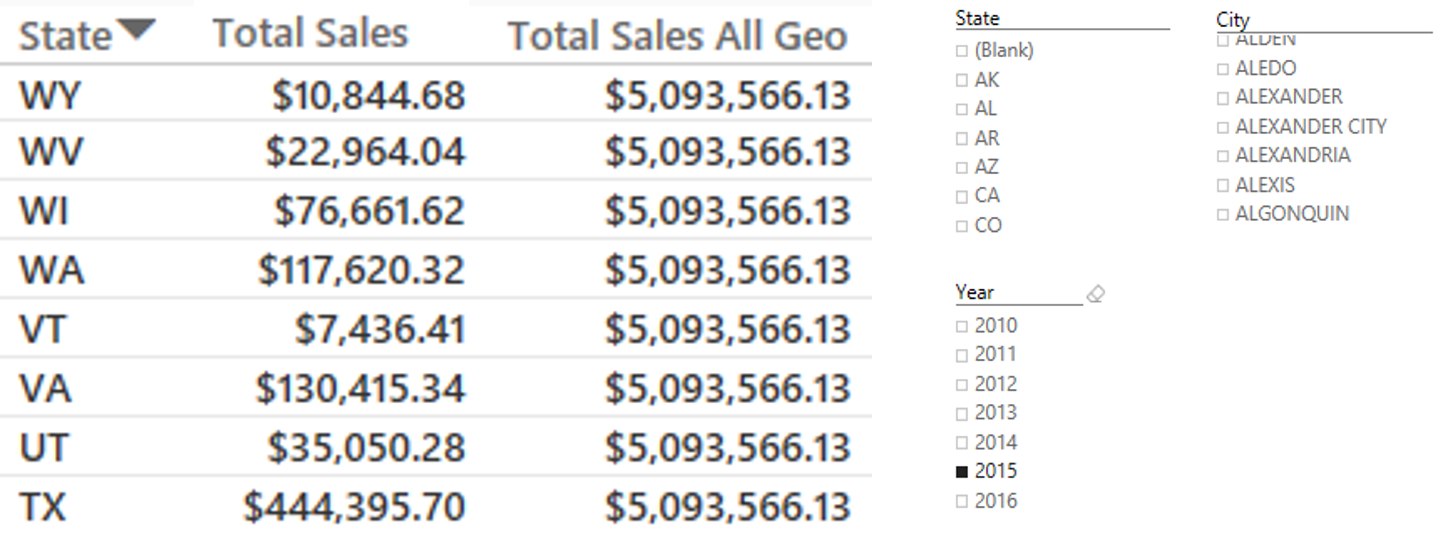 State Total Sales Total Sales All Geo
WY $10,844.68 $5,093,566.13
WV $22,964.04 $5,093,566.13
WI $76,661.62 $5,093,566.13
WA $117,620.32 $5,093,566.13
VT $7,436.41 $5,093,566.13
VA $130,415.34 $5,093,566.13
UT $35,050.28 $5,093,566.13
TX $444,395.70 $5,093,566.13
State
(Blank)
AK
AL
AR
AZ
CA
CO
City
ALDEN
ALEDO
ALEXANDER
ALEXANDER CITY
ALEXANDRIA
ALEXIS
ALGONQUIN
Year
2010
2011
2012
2013
2014
2015
2016